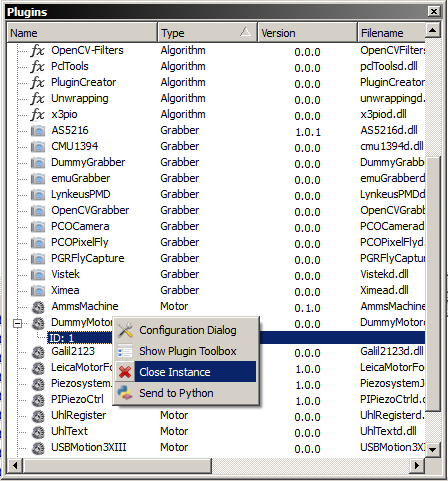 Plugins
Name Type Version Filename
OpenCV-Filters Algorithm 0.0.0 OpenCVFilters
PclTools Algorithm 0.0.0 pclToolsd.dll
PluginCreator Algorithm 0.0.0 PluginCreator
Unwrapping Algorithm 0.0.0 unwrappingd.
x3pio Algorithm 0.0.0 x3piod.dll
AS5216 Grabber 1.0.1 AS5216d.dll
CMU1394 Grabber 0.0.0 cmu1394d.dll
DummyGrabber Grabber 0.0.0 DummyGrabbe
emuGrabber Grabber 0.0.0 emuGrabberd.
LynkeusPMD Grabber 0.0.0 LynkeusPMDd.
OpenCVGrabber Grabber 0.0.0 OpenCVGrabb
PCOCamera Grabber 0.0.0 PCOCamerad.
PCOPixelFly Grabber 0.0.0 PCOPixelFlyd.
PGRFlyCapture Grabber 0.0.0 PGRFlyCapture
Vistek Grabber 0.0.0 Vistekd.dll
Ximea Grabber 0.0.0 Ximead.dll
AmmsMachine Motor 0.1.0 AmmsMachine
DummyMotor 0.0.0 DummyMotord
ID: 1
Galil2123 0.0.0 Galil2123d.dll
LeicaMotorFo 1.0.0 LeicaMotorFoc
PiezosystemJ 0.0.0 PiezosystemJe
PIPiezoCtrl 0.0.0 PIPiezoCtrld.d
UhlRegister Motor 0.0.0 UhlRegisterd.
UhlText Motor 0.0.0 UhlTextd.dll
USBMotion3XIII Motor 0.0.0 USBMotion3XI
Configuration Dialog
Show Plugin Toolbox
Close Instance
Send to Python